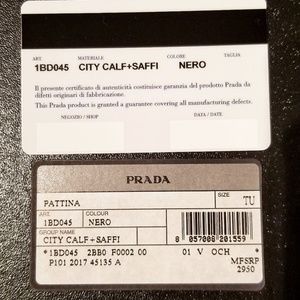 ART. MATERIALE COLORE TAGLIA
1BD045 CITY CALF+SAFFI NERO
Il presente certificato di autenticità costituisce garanzia del prodotto Prada da
difetti originari di fabbricazione.
This Prada product is granted a guarantee covering all manufacturing defects.
NEGOZIO / SHOP DATA / DATE
PRADA
PATTINA
SIZE
TU
ART. COLOUR
1BD045 NERO
GROUP NAME
CITY CALF+SAFFI
8 057008 201559
*1BD045 2BB0 F0002 00 01 V OCH *
P101 2017 45135 A MFSRP
2950